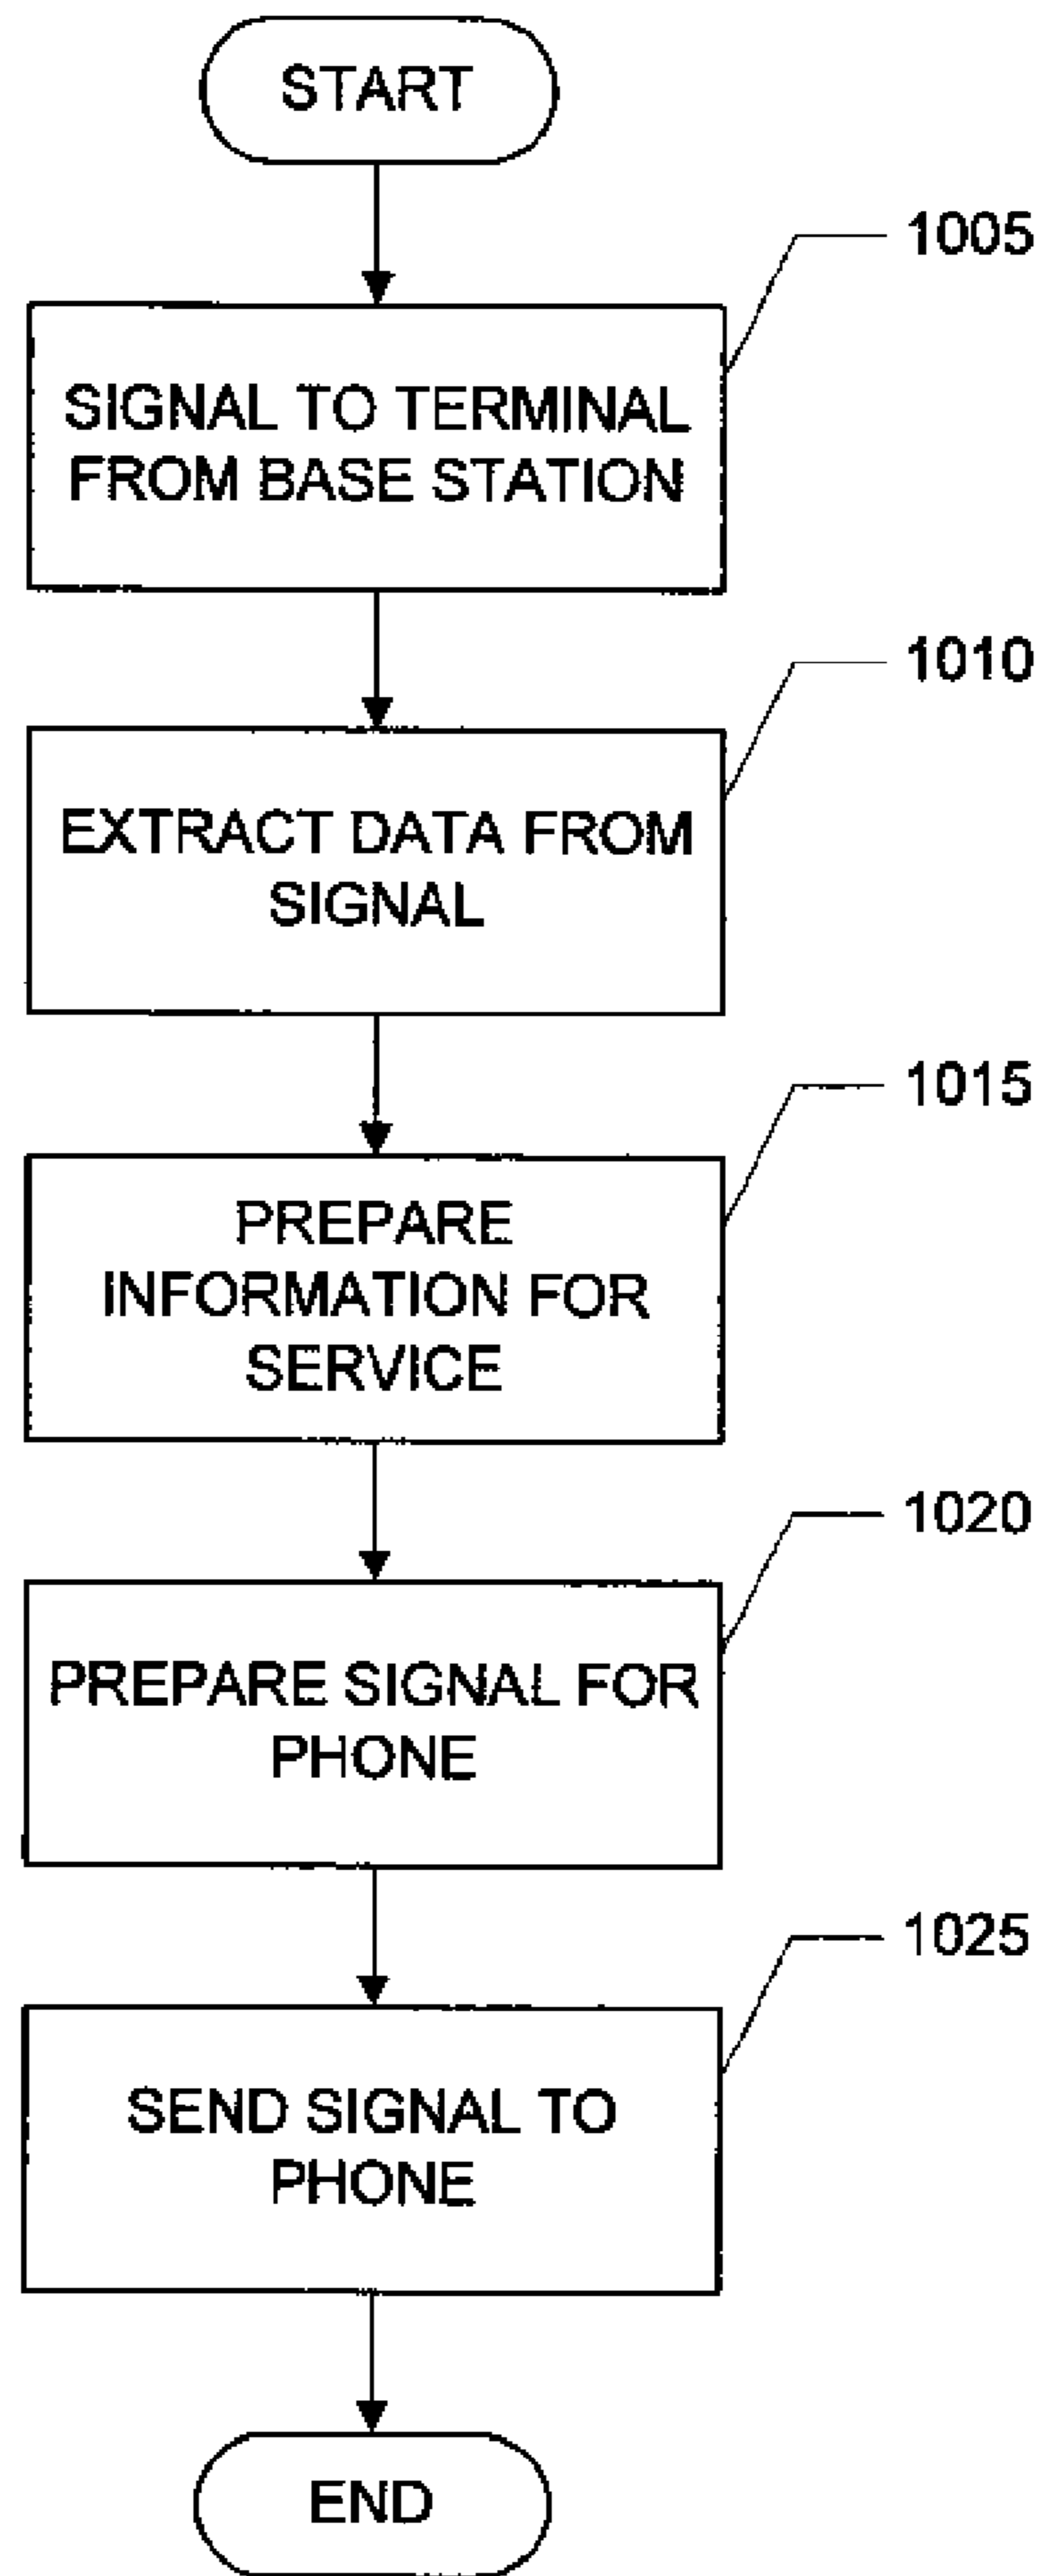 START
1005
SIGNAL TO TERMINAL
FROM BASE STATION
1010
EXTRACT DATA FROM
SIGNAL
1015
PREPARE
INFORMATION FOR
SERVICE
1020
PREPARE SIGNAL FOR
PHONE
1025
SEND SIGNAL TO
PHONE
END